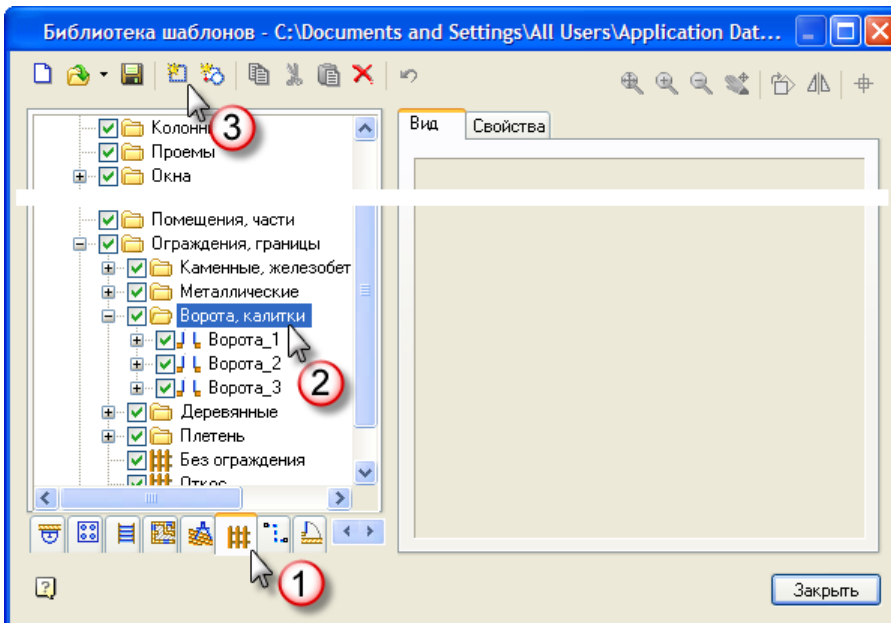 Библиотека шаблонов - C:\Documents and Settings\All Users\Application Dat...
3
Колонн
Проемы
Окна
Помещения, части
Ограждения, границы
Каменные, железобет
Металлические
Ворота, калитки
Ворота_1
Ворота_2
Ворота_3
2
Деревянные
Плетень
Без ограждения
Откос
1
Вид
Свойства
Закрыть